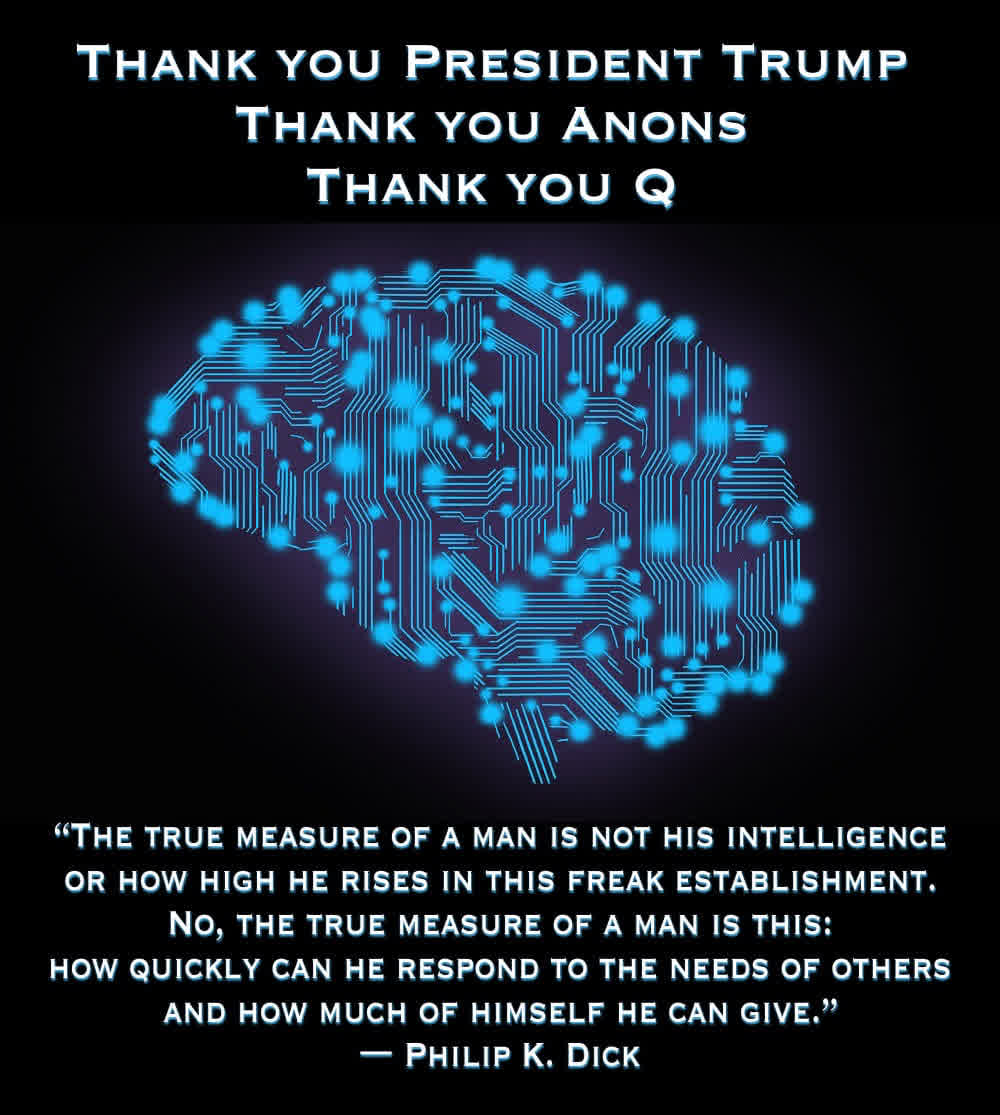 Thank you President Trump
Thank you Anons
Thank you Q
“The true measure of a man is not his intelligence
or how high he rises in this freak establishment.
No, the true measure of a man is this:
how quickly can he respond to the needs of others
and how much of himself he can give.”
— Philip K. Dick